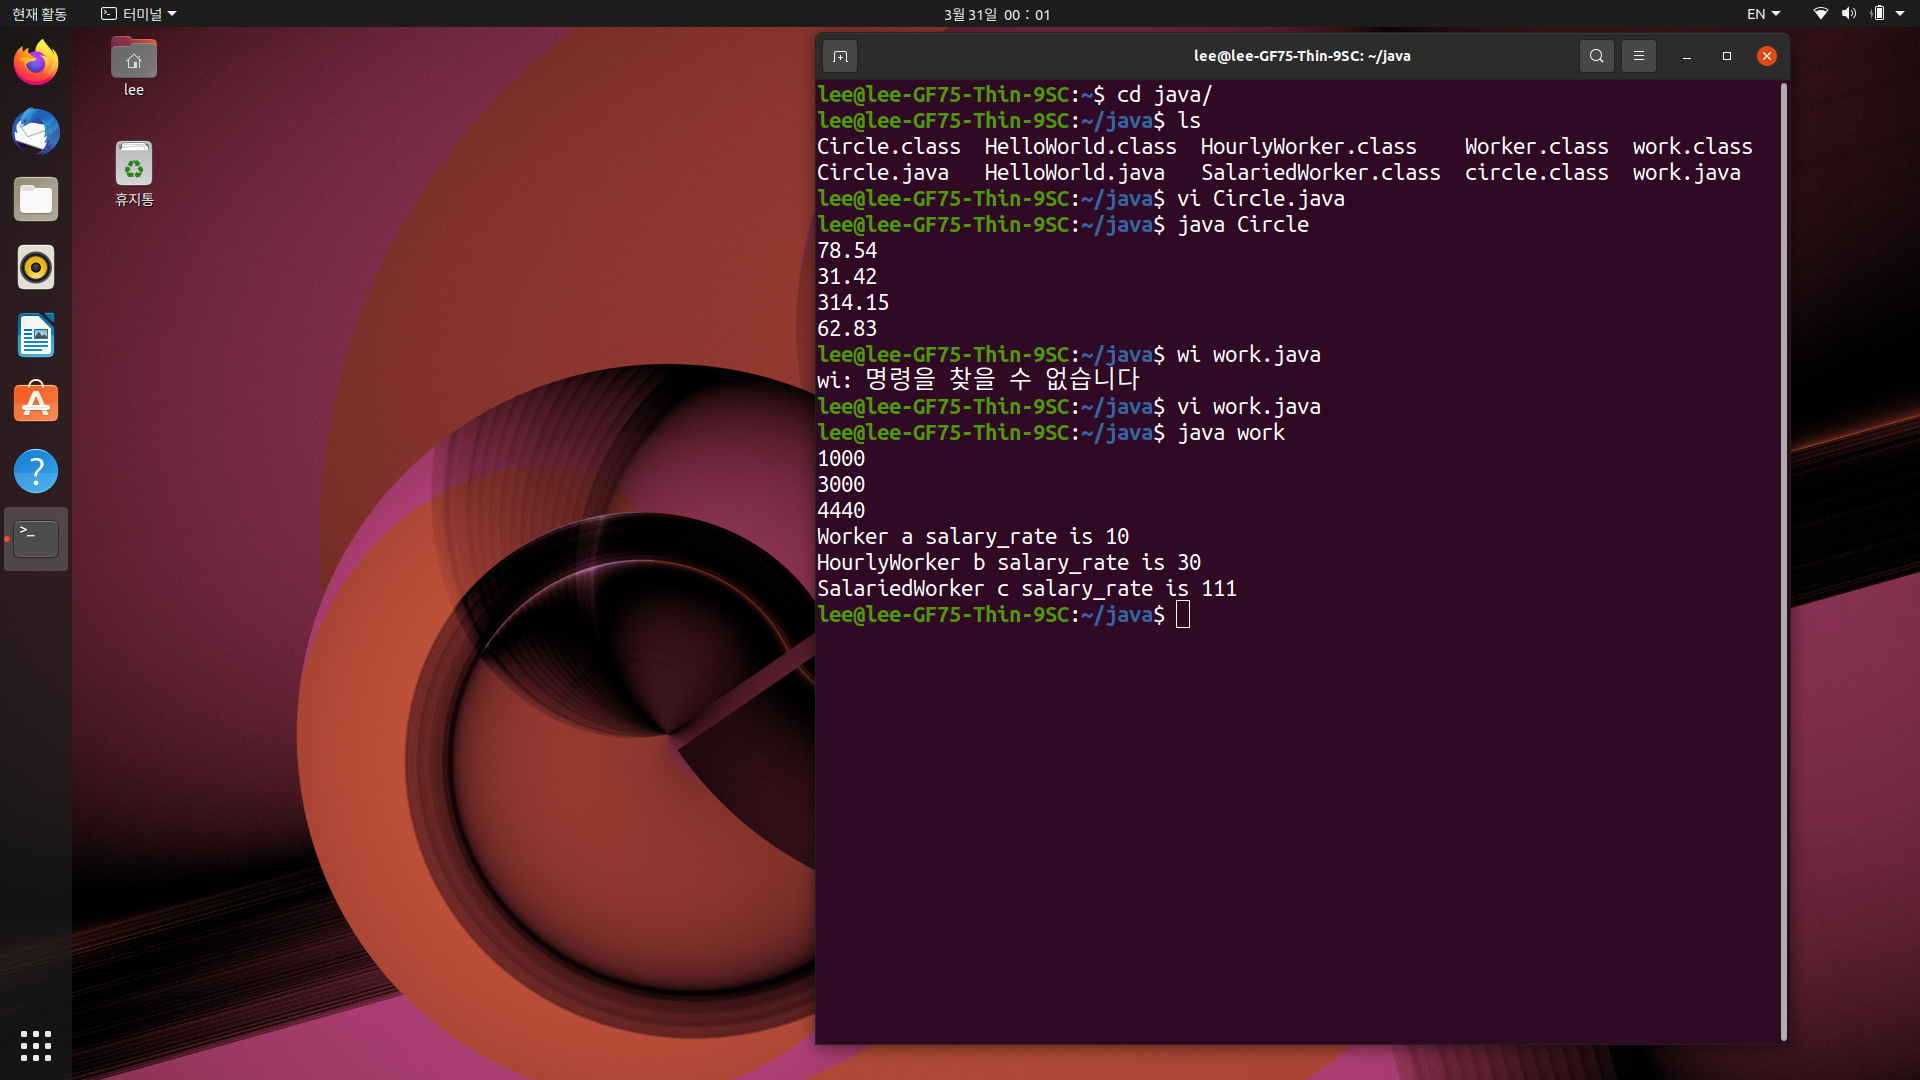 현재 활동
터미널
3월 31일 00 : 01
EN
lee
휴지통
lee@lee-GF75-Thin-9SC: ~/java
lee@lee-GF75-Thin-9SC:~$ cd java/
lee@lee-GF75-Thin-9SC:~/java$ ls
Circle.class HelloWorld.class HourlyWorker.class Worker.class work.class
Circle.java HelloWorld.java SalariedWorker.class circle.class work.java
lee@lee-GF75-Thin-9SC:~/java$ vi Circle.java
lee@lee-GF75-Thin-9SC:~/java$ java Circle
78.54
31.42
314.15
62.83
lee@lee-GF75-Thin-9SC:~/java$ wi work.java
wi: 명령을 찾을 수 없습니다
lee@lee-GF75-Thin-9SC:~/java$ vi work.java
lee@lee-GF75-Thin-9SC:~/java$ java work
1000
3000
4440
Worker a salary_rate is 10
HourlyWorker b salary_rate is 30
SalariedWorker c salary_rate is 111
lee@lee-GF75-Thin-9SC:~/java$